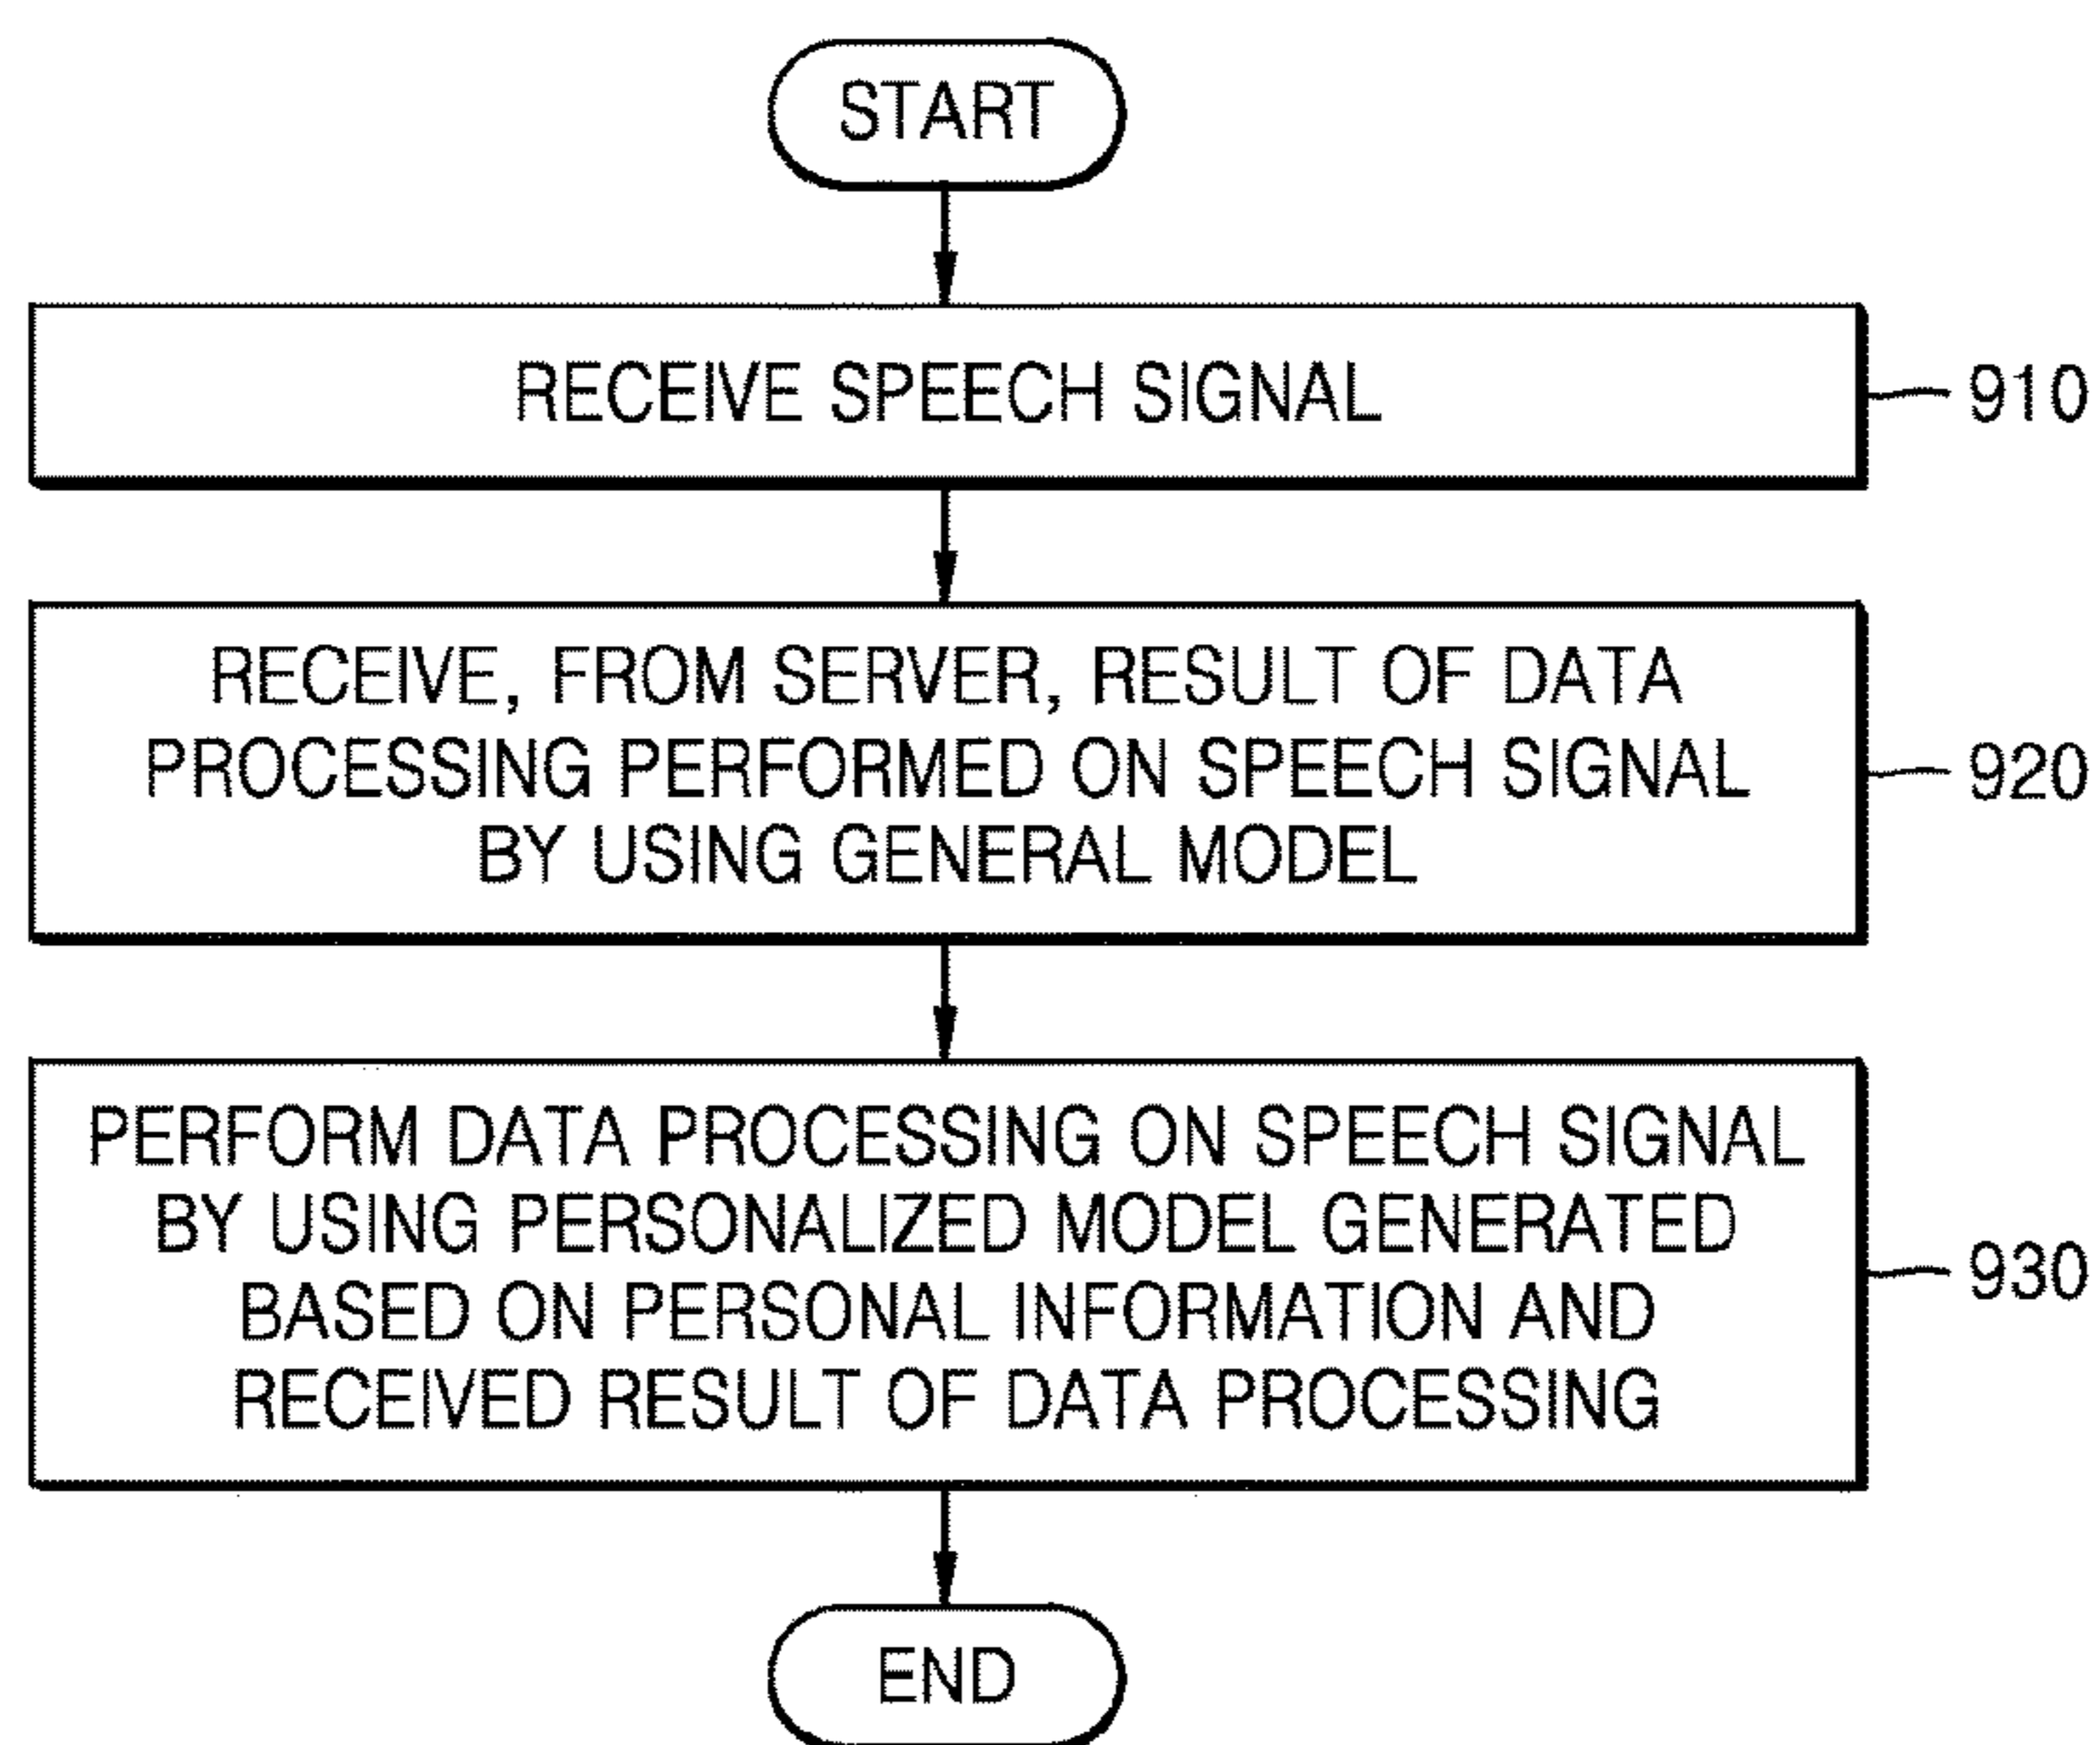 START
RECEIVE SPEECH SIGNAL
910
RECEIVE, FROM SERVER, RESULT OF DATA
PROCESSING PERFORMED ON SPEECH SIGNAL
BY USING GENERAL MODEL
920
PERFORM DATA PROCESSING ON SPEECH SIGNAL
BY USING PERSONALIZED MODEL GENERATED
BASED ON PERSONAL INFORMATION AND
RECEIVED RESULT OF DATA PROCESSING
930
END